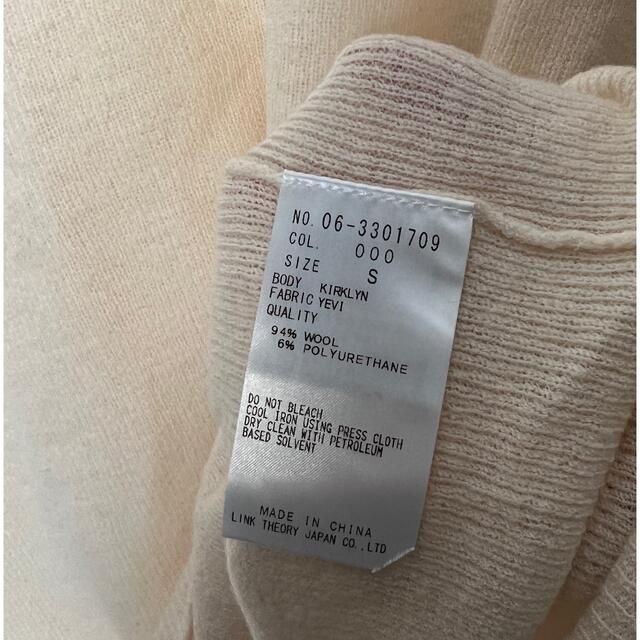 NO. 06-3301709
COL. 000
SIZE S
BODY KIRKLYN
FABRIC YEVI
QUALITY
94% WOOL
6% POLYURETHANE
DO NOT BLEACH
COOL IRON USING PRESS CLOTH
DRY CLEAN WITH PETROLEUM
BASED SOLVENT
MADE IN CHINA
LINK THEORY JAPAN CO.,LTD